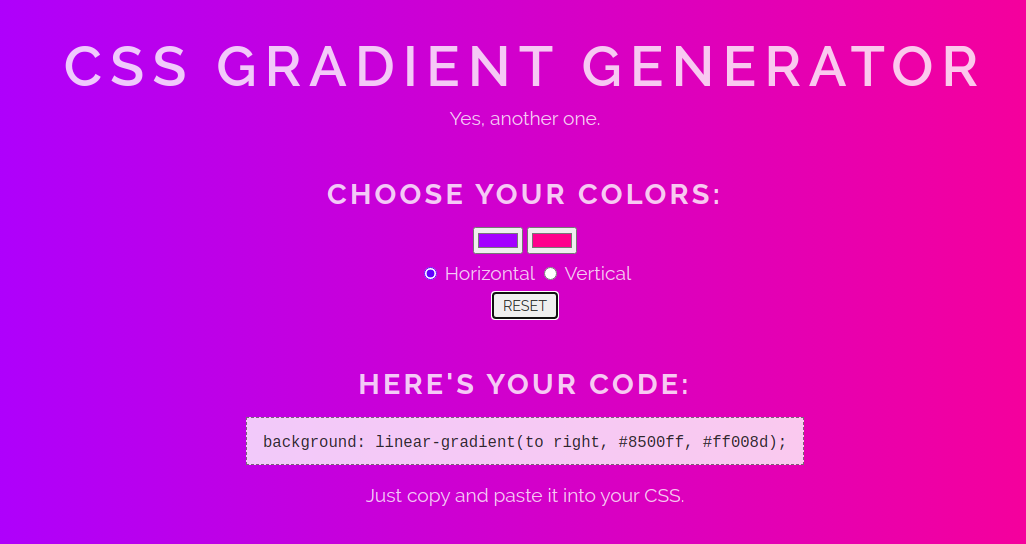 CSS GRADIENT GENERATOR
Yes, another one.
CHOOSE YOUR COLORS:
Horizontal Vertical
RESET
HERE'S YOUR CODE:
background: linear-gradient(to right, #8500ff, #ff008d);
Just copy and paste it into your CSS.